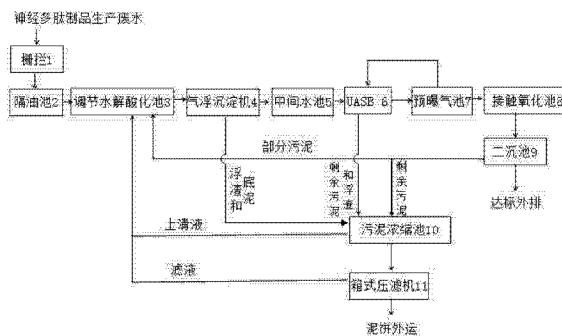 神经多肽制品生产废水
栅拦1
隔油池2
调节水解酸化池3
气浮沉淀机4
中间水池5
UASB 6
预曝气池7
接触氧化池8
部分污泥
二沉池9
浮渣和
底泥
剩余污泥
和浮渣
剩余污泥
达标外排
上清液
污泥浓缩池10
滤液
箱式压滤机11
泥饼外运